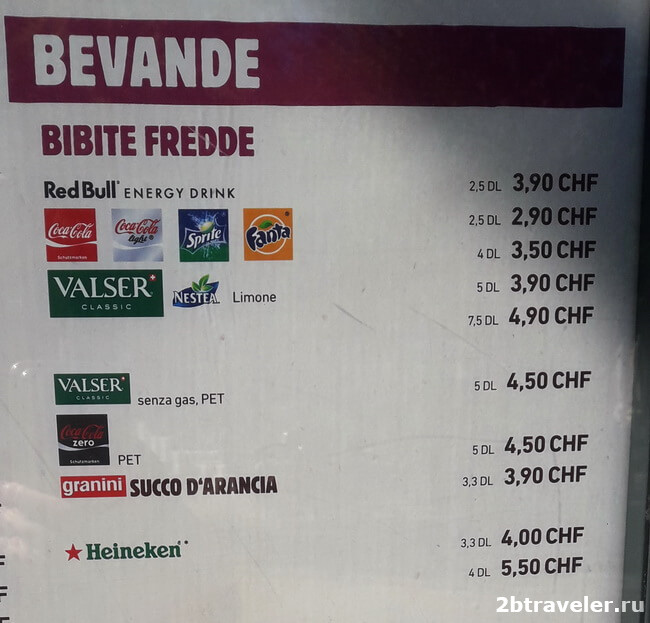 BEVANDE
BIBITE FREDDE
Red Bull® ENERGY DRINK 2,5 DL 3,90 CHF
Coca-Cola Schutzmarken Coca-Cola light Sprite Fanta® 2,5 DL 2,90 CHF
4 DL 3,50 CHF
VALSER CLASSIC NESTEA Limone 5 DL 3,90 CHF
7,5 DL 4,90 CHF
VALSER CLASSIC senza gas, PET 5 DL 4,50 CHF
Coca-Cola zero Schutzmarken PET 5 DL 4,50 CHF
granini SUCCO D'ARANCIA 3,3 DL 3,90 CHF
Heineken®* 3,3 DL 4,00 CHF
4 DL 5,50 CHF
F
F
F
2btraveler.ru